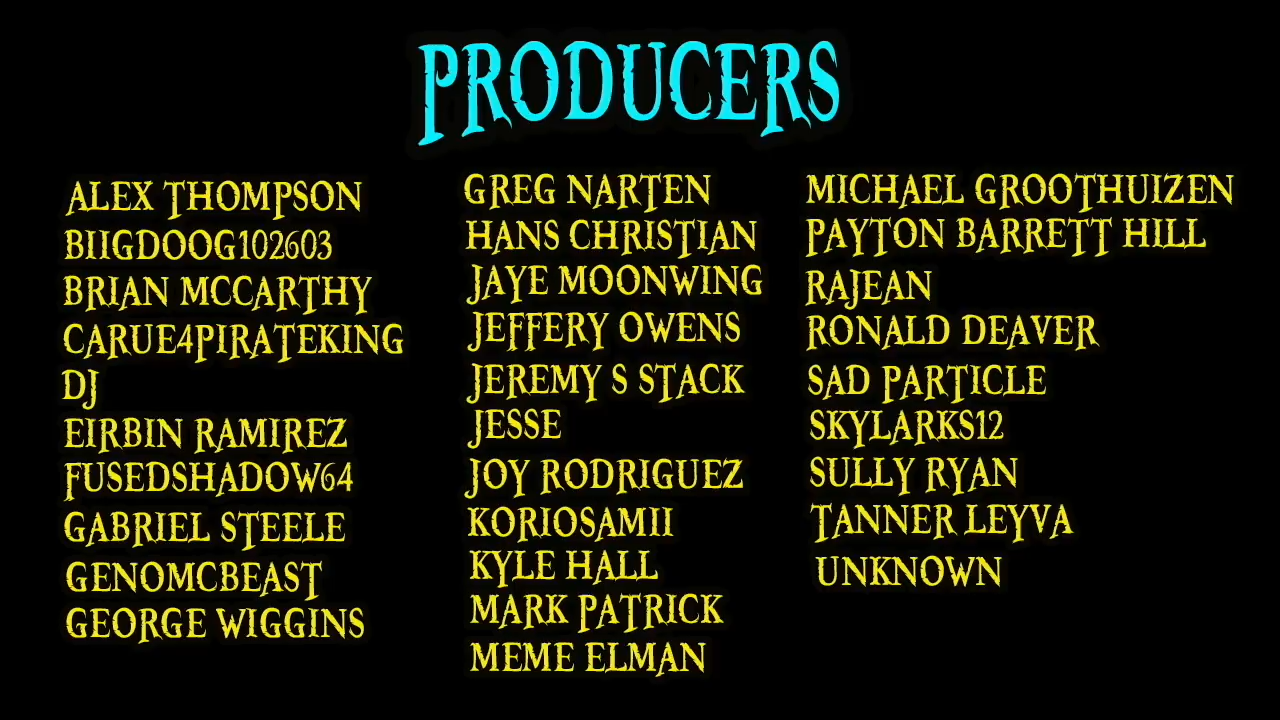 PRODUCERS
ALEX THOMPSON
BIIGDOOG102603
BRIAN MCCARTHY
CARUE4PIRATEKING
DJ
EIRBIN RAMIREZ
FUSEDSHADOW64
GABRIEL STEELE
GENOMCBEAST
GEORGE WIGGINS
GREG NARTEN
HANS CHRISTIAN
JAYE MOONWING
JEFFERY OWENS
JEREMY S STACK
JESSE
JOY RODRIGUEZ
KORIOSAMII
KYLE HALL
MARK PATRICK
MEME ELMAN
MICHAEL GROOTHUIZEN
PAYTON BARRETT HILL
RAJEAN
RONALD DEAVER
SAD PARTICLE
SKYLARKS12
SULLY RYAN
TANNER LEYVA
UNKNOWN